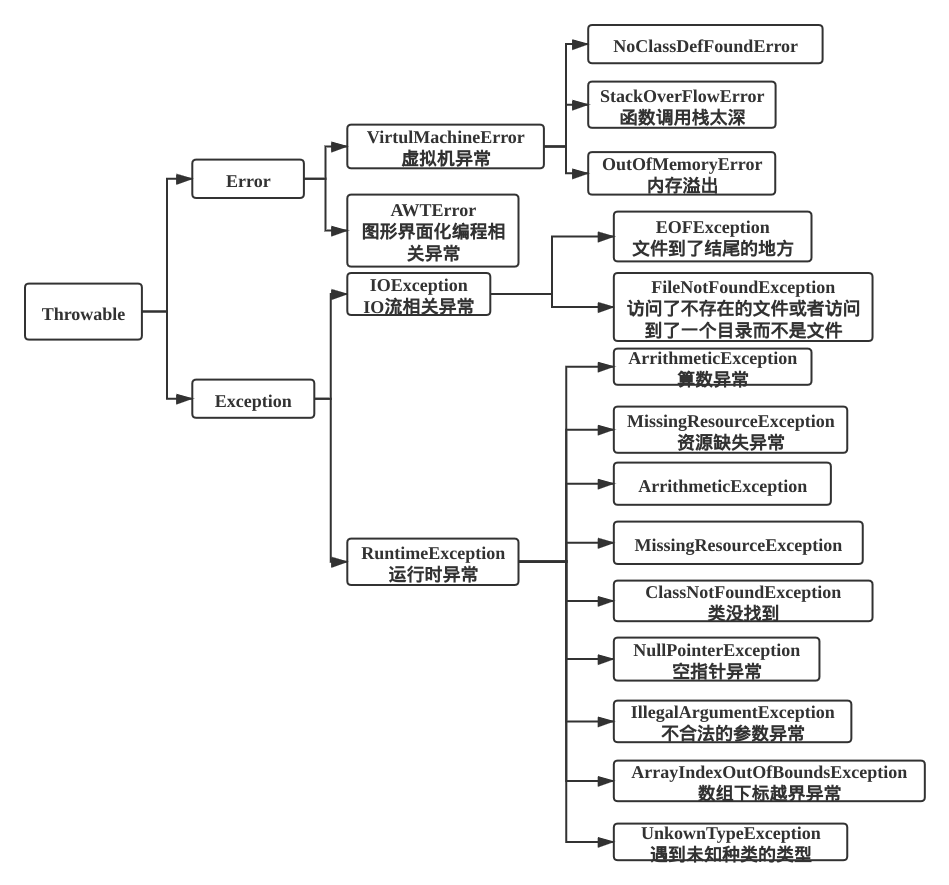 Throwable
Error
VirtulMachineError
虚拟机异常
NoClassDefFoundError
StackOverFlowError
函数调用栈太深
OutOfMemoryError
内存溢出
AWTError
图形界面化编程相
关异常
Exception
IOException
IO流相关异常
EOFException
文件到了结尾的地方
FileNotFoundException
访问了不存在的文件或者访问
到了一个目录而不是文件
RuntimeException
运行时异常
ArrithmeticException
算数异常
MissingResourceException
资源缺失异常
ArrithmeticException
MissingResourceException
ClassNotFoundException
类没找到
NullPointerException
空指针异常
IllegalArgumentException
不合法的参数异常
ArrayIndexOutOfBoundsException
数组下标越界异常
UnkownTypeException
遇到未知种类的类型